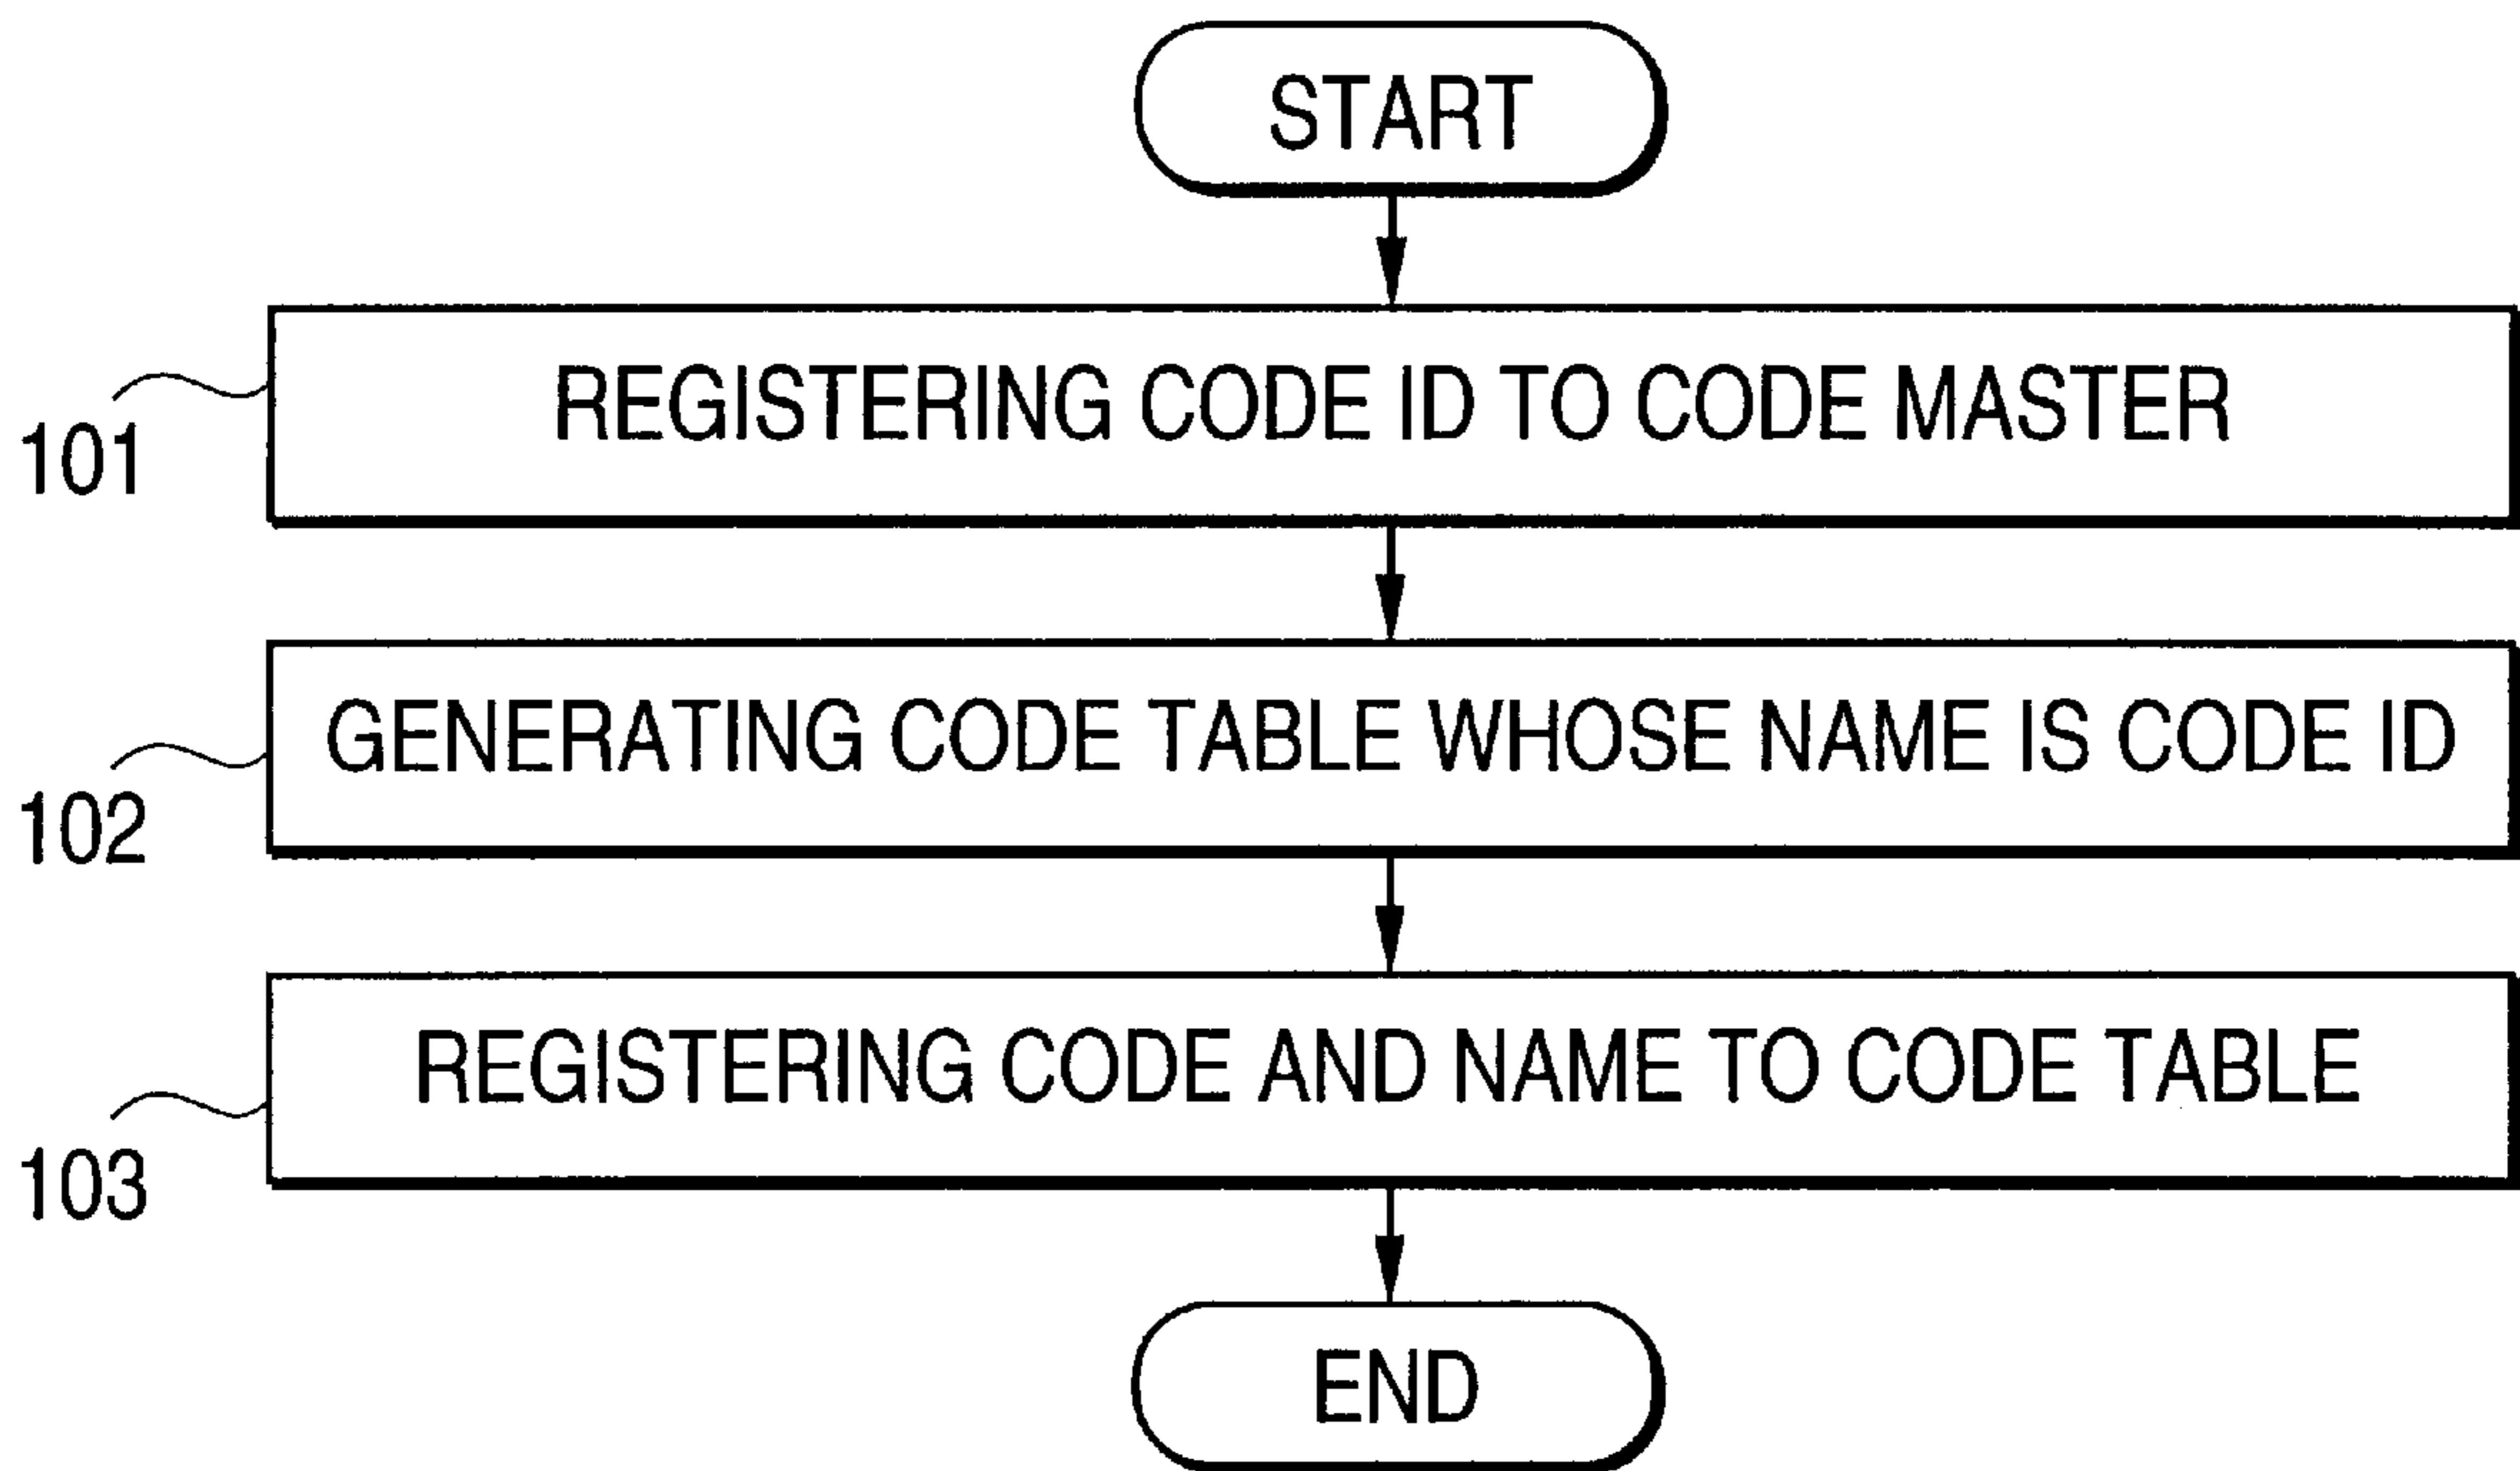 START
REGISTERING CODE ID TO CODE MASTER
101
GENERATING CODE TABLE WHOSE NAME IS CODE ID
102
REGISTERING CODE AND NAME TO CODE TABLE
103
END